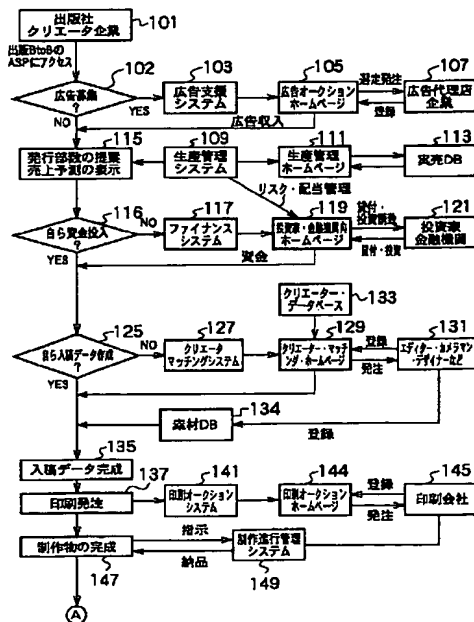 出版社
クリエータ企業
101
出版BtoBの
ASPにアクセス
102
広告募集
?
YES
NO
103
広告支援
システム
105
広告オークション
ホームページ
選定発注
登録
107
広告代理店
企業
広告収入
115
発行部数の提案
売上予測の表示
109
生産管理
システム
111
生産管理
ホームページ
113
実売DB
リスク・配当管理
116
自ら資金投入
?
NO
YES
117
ファイナンス
システム
119
投資家・金融機関向
ホームページ
貸付・
投資募集
貸付・投資
121
投資家
金融機関
資金
クリエーター・
データベース
133
125
自ら入稿データ作成
?
NO
YES
127
クリエータ
マッチングシステム
129
クリエーター・マッチ
ング・ホームページ
登録
発注
131
エディター・カメラマン
・デザイナーなど
134
素材DB
登録
135
入稿データ完成
137
印刷発注
141
印刷オークション
システム
144
印刷オークション
ホームページ
登録
発注
145
印刷会社
制作物の完成
147
指示
納品
制作進行管理
システム
149
A